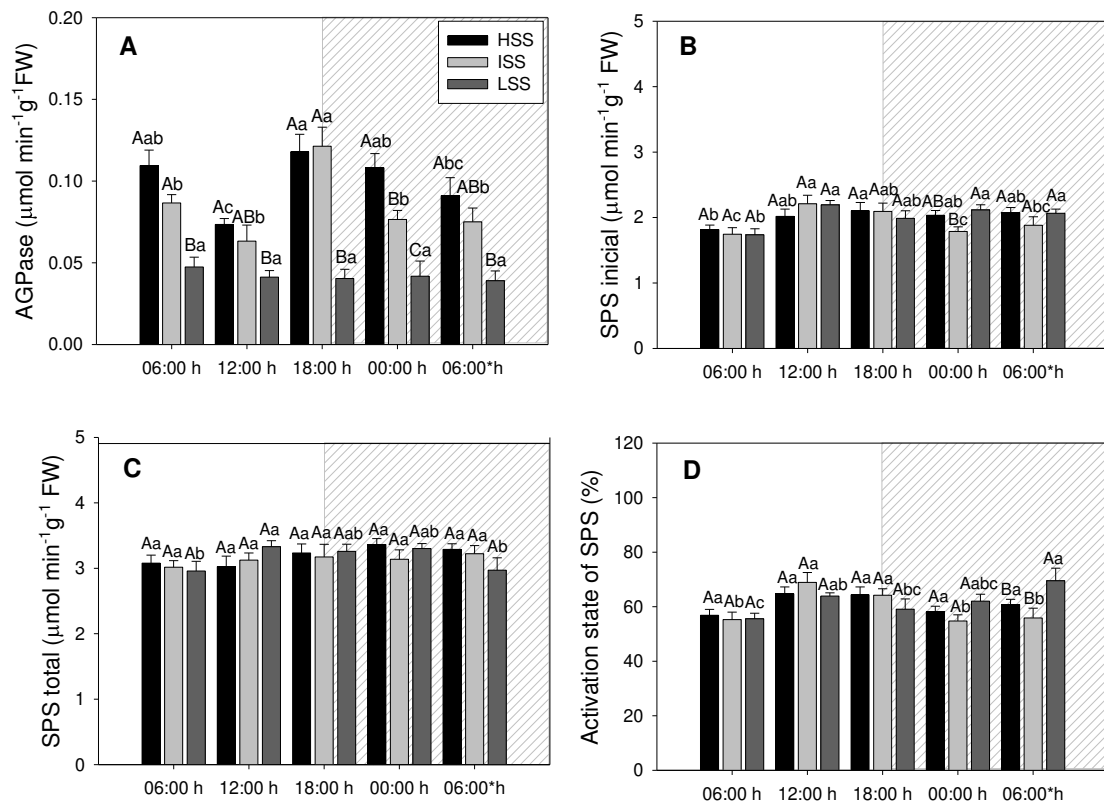 A
HSS
ISS
LSS
AGPase (μmol min⁻¹g⁻¹FW)
0.20
0.15
0.10
0.05
0.00
Aab Ab Ba
Ac ABb Ba
Aa Aa Ba
Aab Bb Ca
Abc ABb Ba
06:00 h 12:00 h 18:00 h 00:00 h 06:00*h
B
SPS inicial (μmol min⁻¹g⁻¹ FW)
5
4
3
2
1
0
Ab Ac Ab
Aab Aa Aa
Aa Aab Aab
ABab Bc Aa
Aab Abc Aa
06:00 h 12:00 h 18:00 h 00:00 h 06:00*h
C
SPS total (μmol min⁻¹g⁻¹ FW)
5
4
3
2
1
0
Aa Aa Ab
Aa Aa Aa
Aa Aa Aab
Aa Aa Aab
Aa Aa Ab
06:00 h 12:00 h 18:00 h 00:00 h 06:00*h
D
Activation state of SPS (%)
120
100
80
60
40
20
0
Aa Ab Ac
Aa Aa Aab
Aa Aa Abc
Aa Ab Aabc
Ba Bb Aa
06:00 h 12:00 h 18:00 h 00:00 h 06:00*h